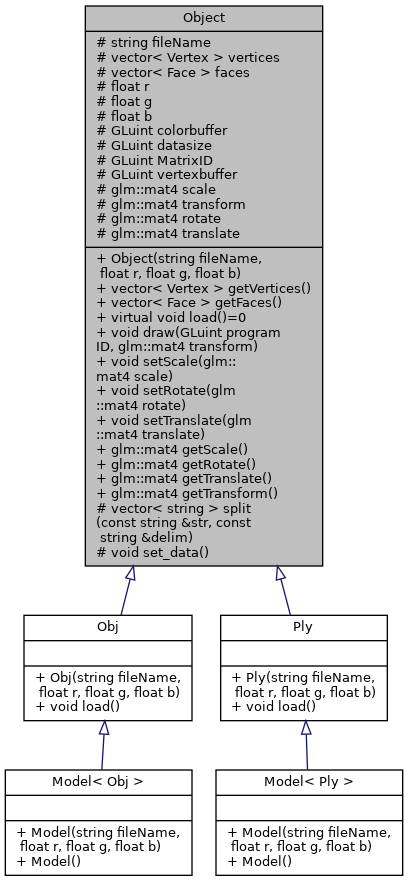 Object
# string fileName
# vector< Vertex > vertices
# vector< Face > faces
# float r
# float g
# float b
# GLuint colorbuffer
# GLuint datasize
# GLuint MatrixID
# GLuint vertexbuffer
# glm::mat4 scale
# glm::mat4 transform
# glm::mat4 rotate
# glm::mat4 translate
+ Object(string fileName,
float r, float g, float b)
+ vector< Vertex > getVertices()
+ vector< Face > getFaces()
+ virtual void load()=0
+ void draw(GLuint program
ID, glm::mat4 transform)
+ void setScale(glm::
mat4 scale)
+ void setRotate(glm
::mat4 rotate)
+ void setTranslate(glm
::mat4 translate)
+ glm::mat4 getScale()
+ glm::mat4 getRotate()
+ glm::mat4 getTranslate()
+ glm::mat4 getTransform()
# vector< string > split
(const string &str, const
string &delim)
# void set_data()
Obj
+ Obj(string fileName,
float r, float g, float b)
+ void load()
Ply
+ Ply(string fileName,
float r, float g, float b)
+ void load()
Model< Obj >
+ Model(string fileName,
float r, float g, float b)
+ Model()
Model< Ply >
+ Model(string fileName,
float r, float g, float b)
+ Model()